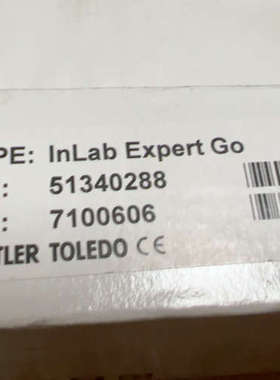 PE: InLab Expert Go
: 51340288
: 7100606
TLER TOLEDO CE